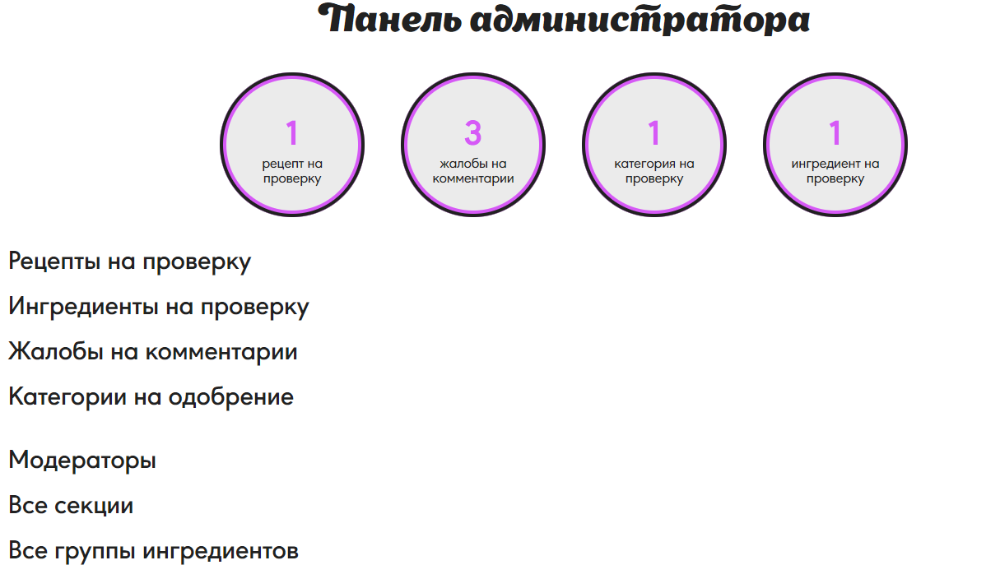 Панель администратора
1
рецепт на
проверку
3
жалобы на
комментарии
1
категория на
проверку
1
ингредиент на
проверку
Рецепты на проверку
Ингредиенты на проверку
Жалобы на комментарии
Категории на одобрение
Модераторы
Все секции
Все группы ингредиентов